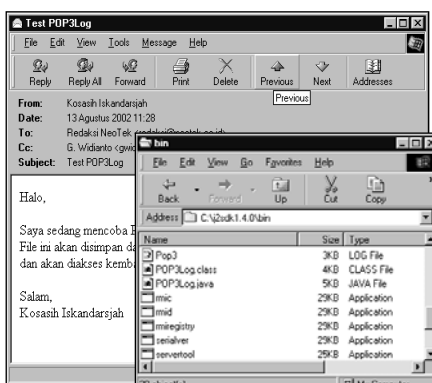 Test POP3Log
File Edit View Tools Message Help
Reply Reply All Forward Print Delete Previous Next Addresses
Previous
From: Kosasih Iskandarsjah
Date: 13 Agustus 2002 11:28
To: Redaksi NeoTek
Cc: G. Widianto
Subject: Test POP3Log
Halo,
Saya sedang mencoba
File ini akan disimpan
dan akan diakses
Salam,
Kosasih Iskandarsjah
bin
File Edit View Go Favorites Help
Back Forward Up Cut Copy
Address C:\j2sdk1.4.0\bin
Name Size Type
Pop3 3KB LOG File
POP3Log.class 4KB CLASS File
POP3Log.java 5KB JAVA File
rmic 29KB Application
rmid 29KB Application
rmiregistry 29KB Application
serialver 29KB Application
servertool 25KB Application